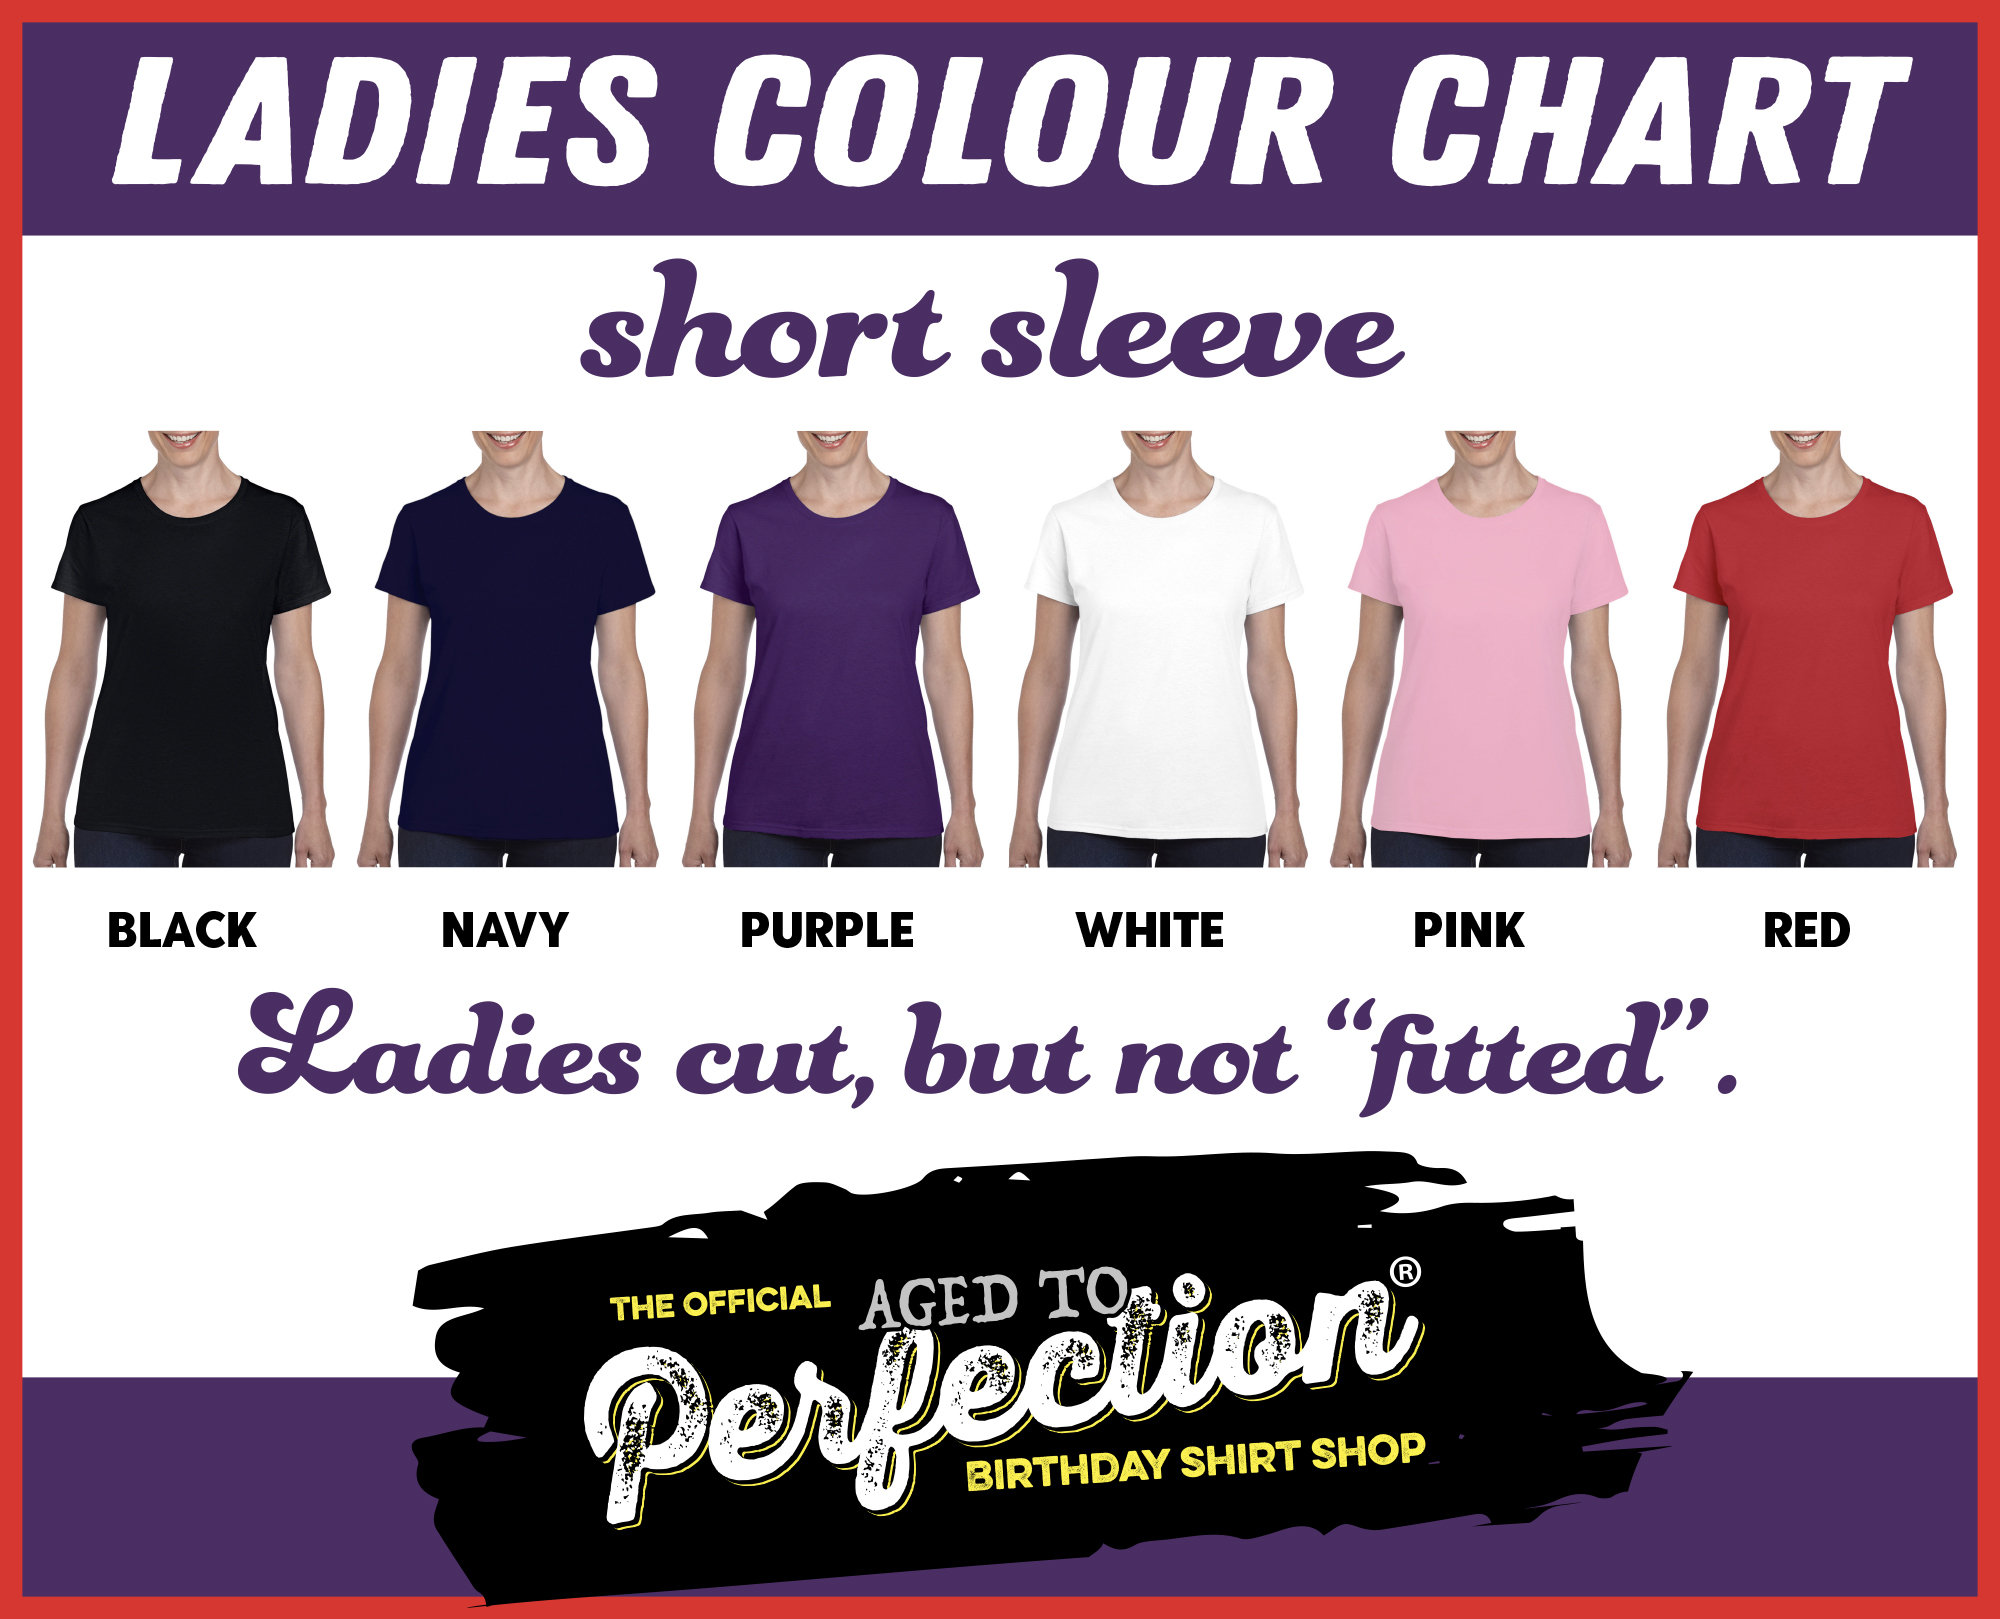 LADIES COLOUR CHART
short sleeve
BLACK NAVY PURPLE WHITE PINK RED
Ladies cut, but not “fitted”.
THE OFFICIAL AGED TO
Perfection®
BIRTHDAY SHIRT SHOP